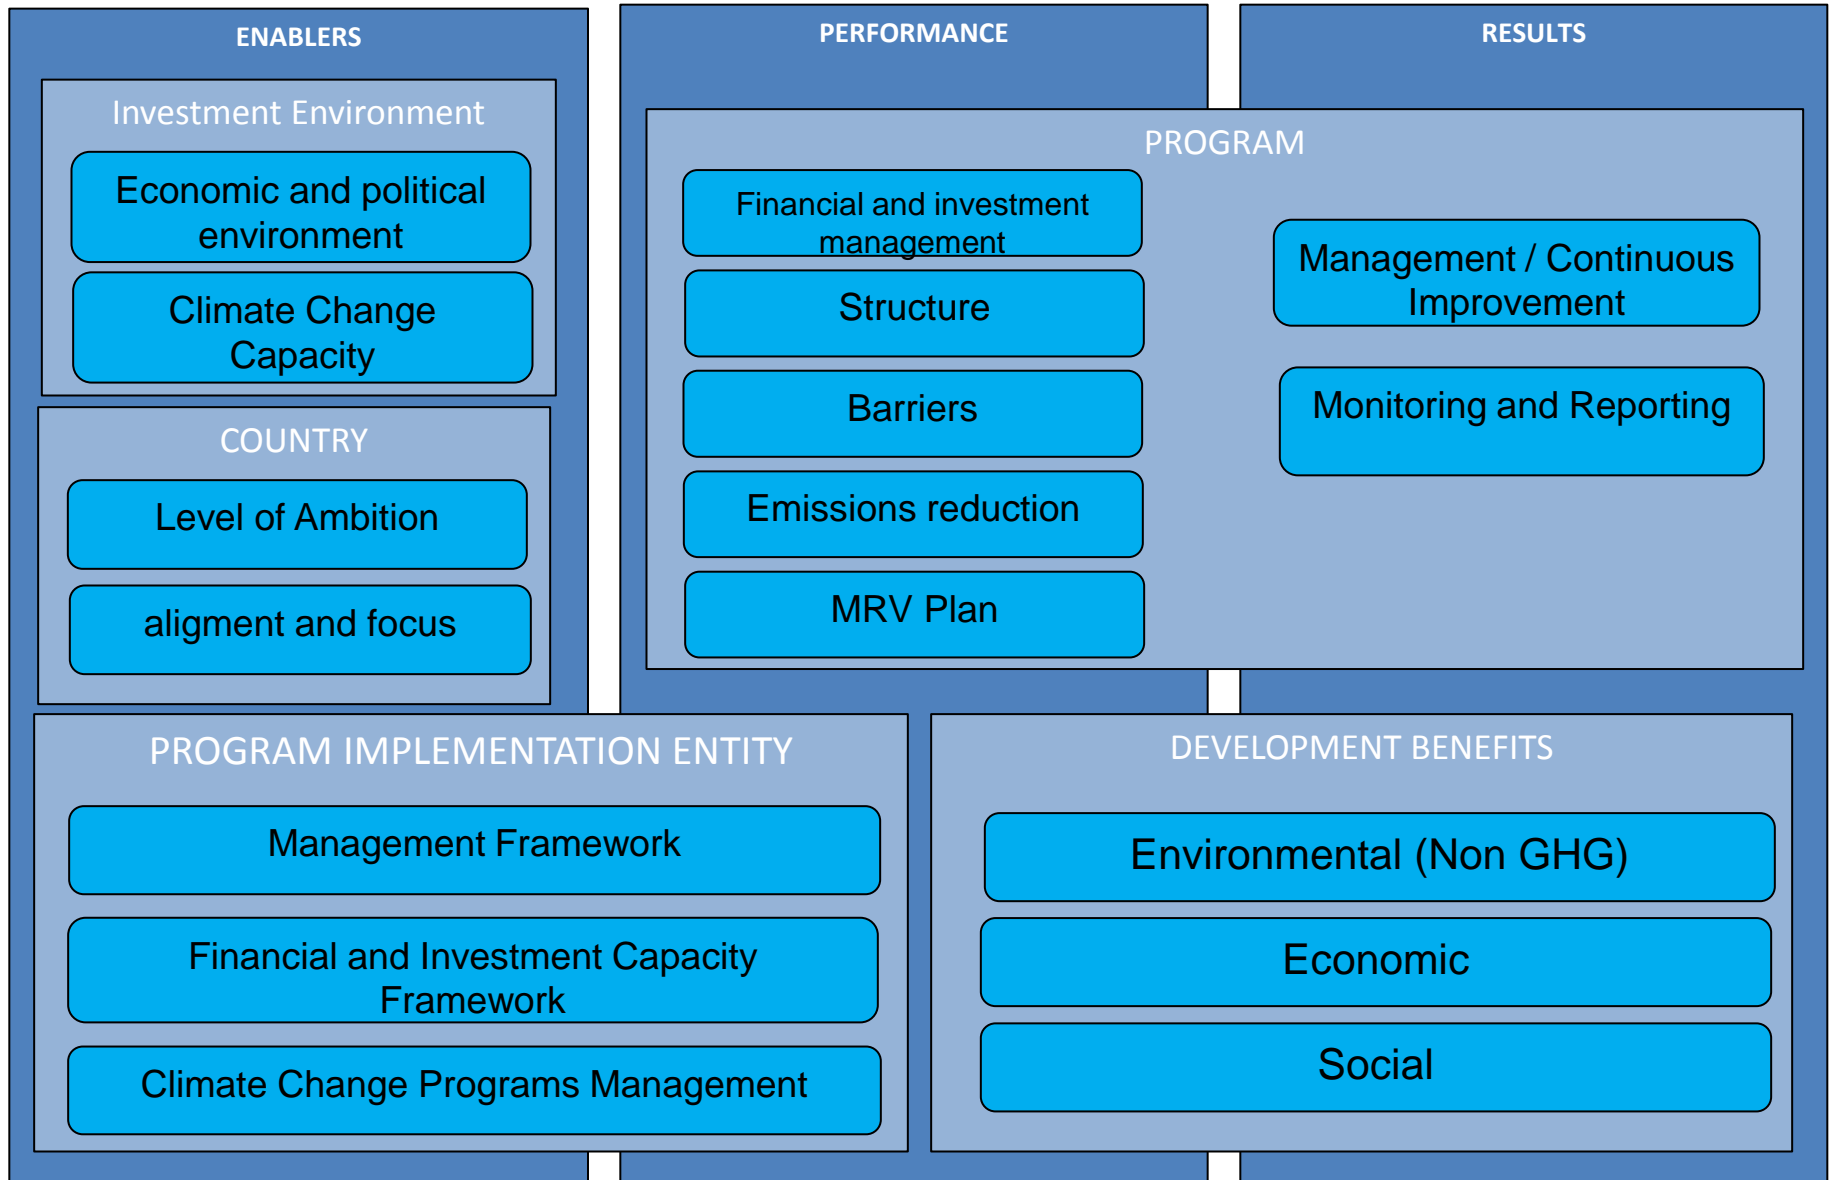 ENABLERS
Investment Environment
Economic and political
environment
Climate Change
Capacity
COUNTRY
Level of Ambition
aligment and focus
PROGRAM IMPLEMENTATION ENTITY
Management Framework
Financial and Investment Capacity
Framework
Climate Change Programs Management
PERFORMANCE
RESULTS
PROGRAM
Financial and investment
management
Structure
Barriers
Emissions reduction
MRV Plan
Management / Continuous
Improvement
Monitoring and Reporting
DEVELOPMENT BENEFITS
Environmental (Non GHG)
Economic
Social